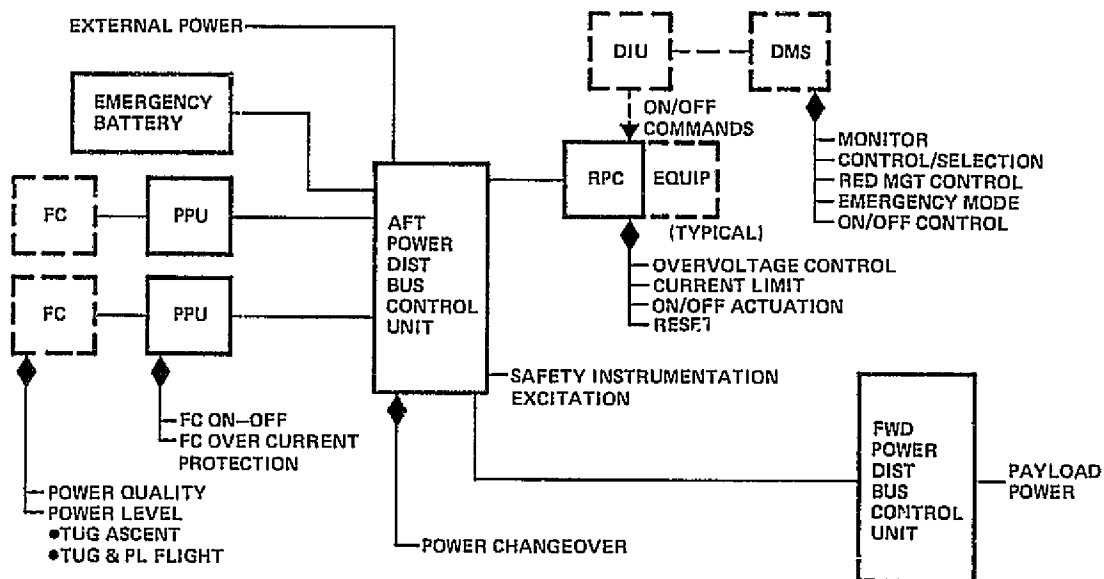 EXTERNAL POWER
EMERGENCY
BATTERY
FC
PPU
FC
PPU
AFT
POWER
DIST
BUS
CONTROL
UNIT
DIU
DMS
ON/OFF
COMMANDS
RPC
EQUIP
(TYPICAL)
MONITOR
CONTROL/SELECTION
RED MGT CONTROL
EMERGENCY MODE
ON/OFF CONTROL
OVERVOLTAGE CONTROL
CURRENT LIMIT
ON/OFF ACTUATION
RESET
SAFETY INSTRUMENTATION
EXCITATION
FC ON–OFF
FC OVER CURRENT
PROTECTION
POWER QUALITY
POWER LEVEL
●TUG ASCENT
●TUG & PL FLIGHT
POWER CHANGEOVER
FWD
POWER
DIST
BUS
CONTROL
UNIT
PAYLOAD
POWER